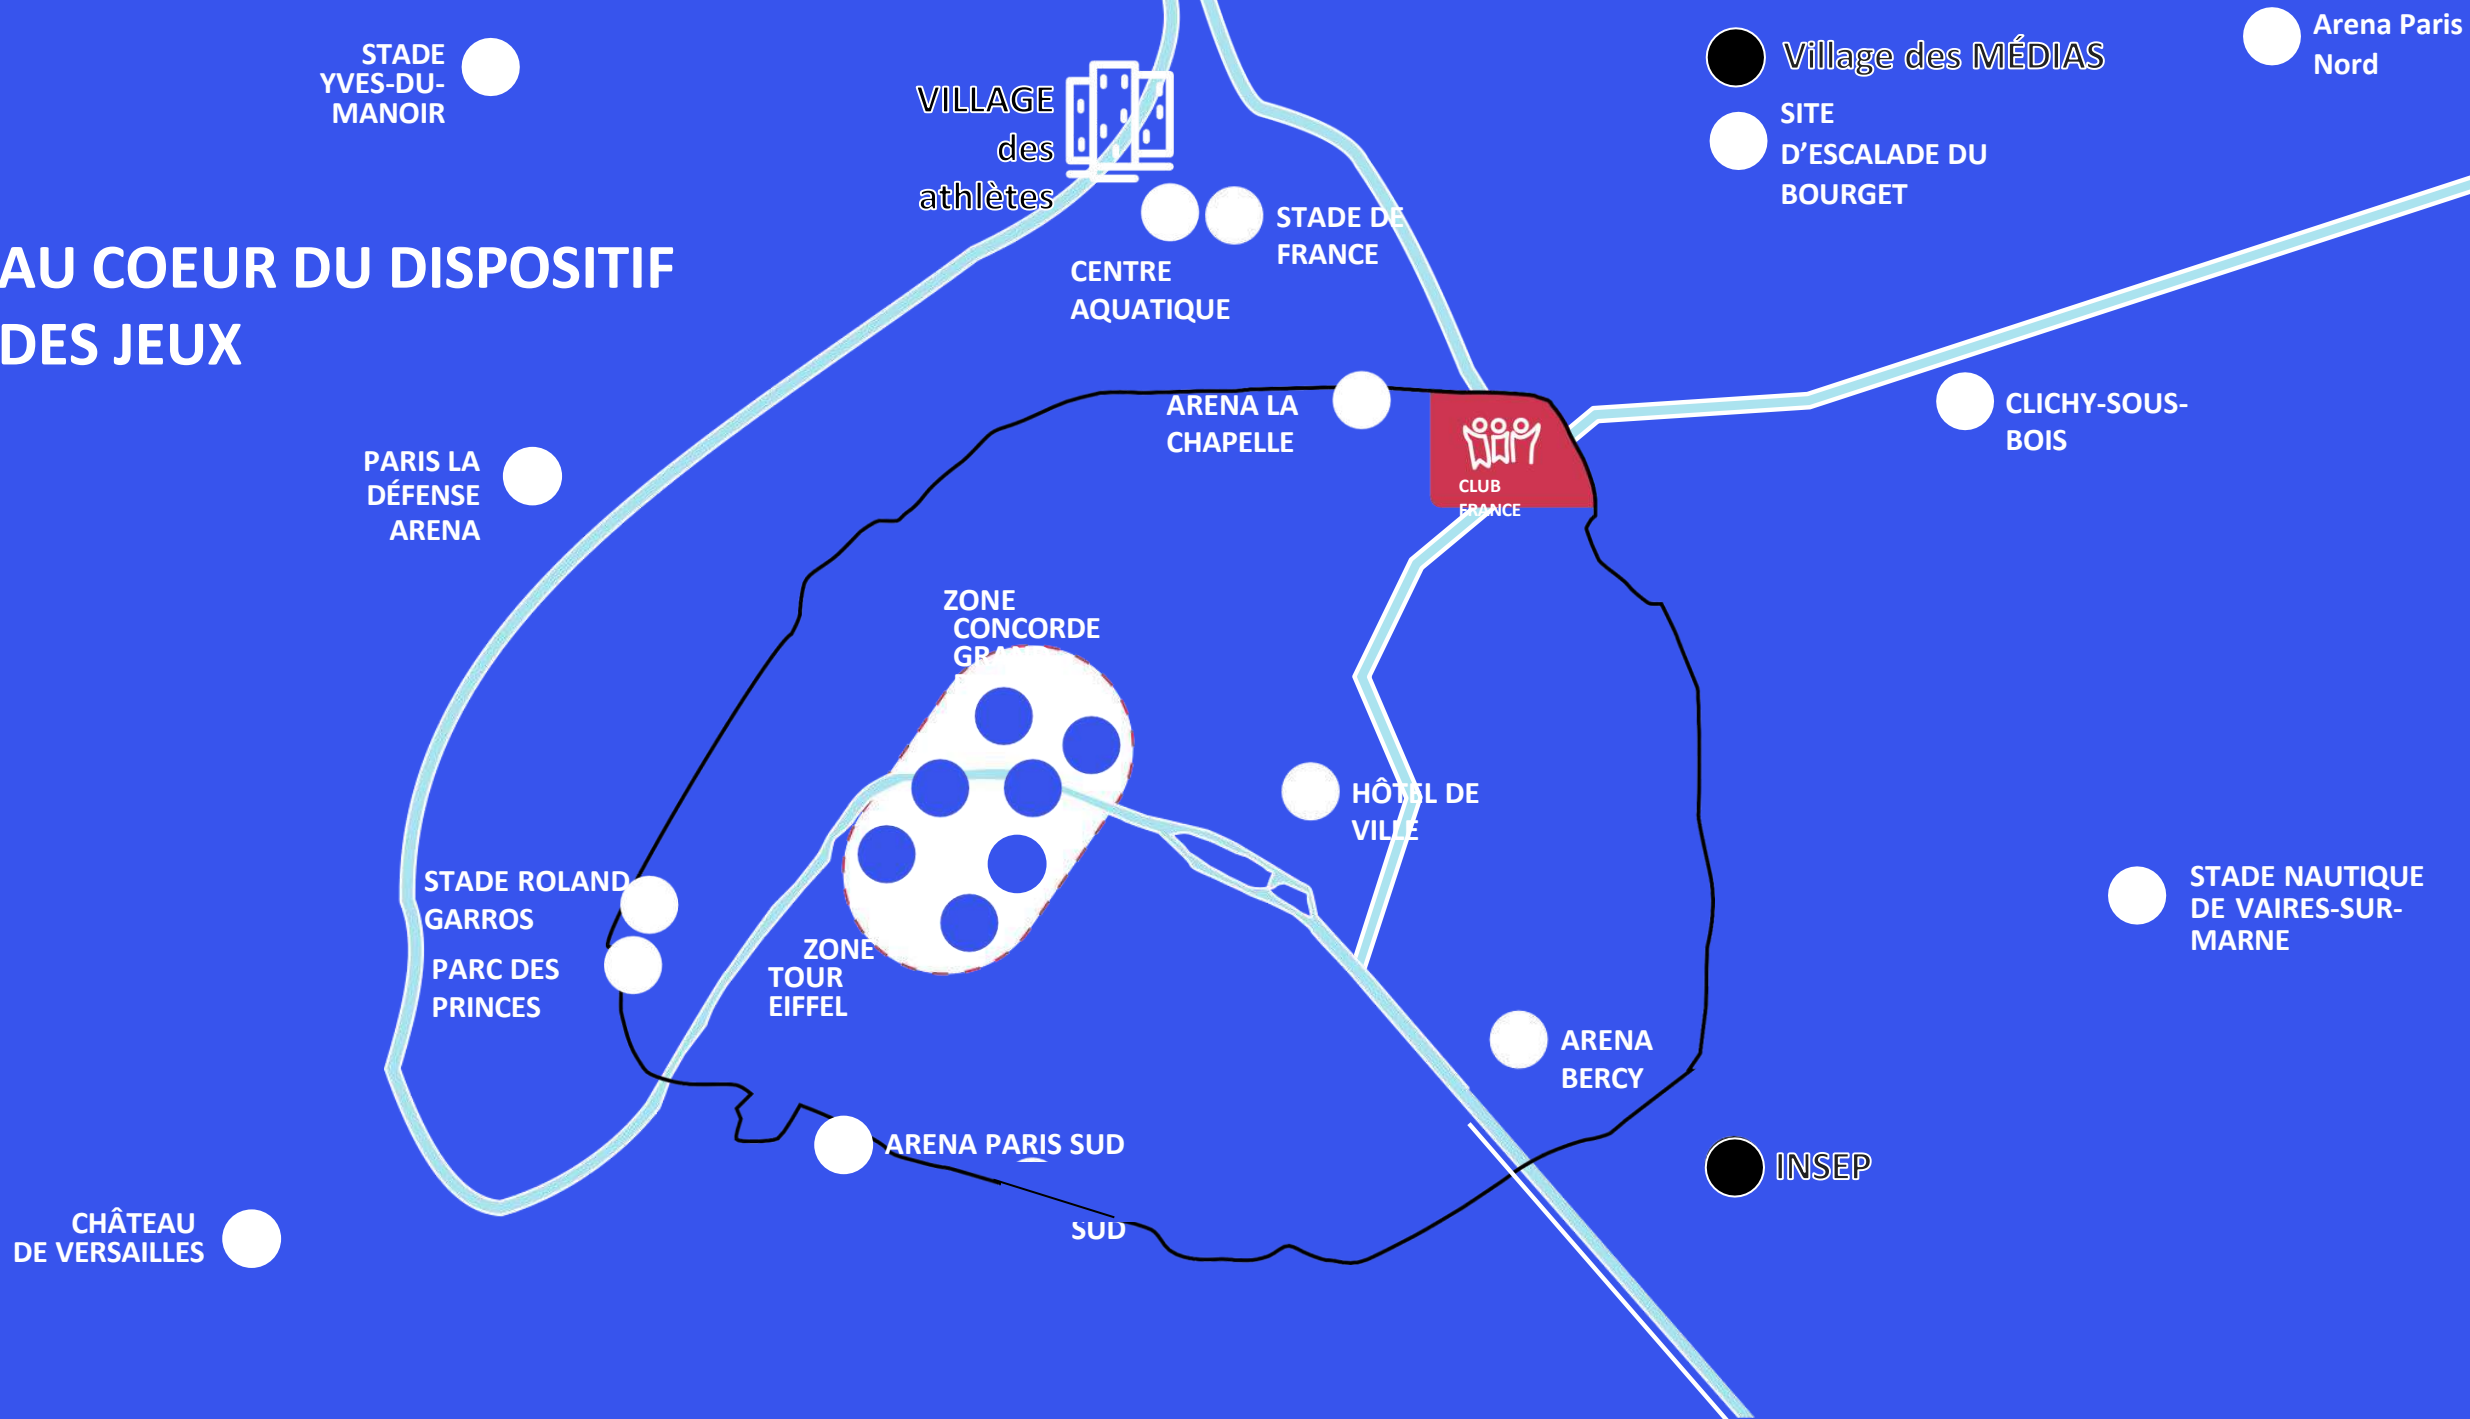 STADE
YVES-DU-
MANOIR
VILLAGE
des
athlètes
Village des MÉDIAS
SITE
D’ESCALADE DU
BOURGET
Arena Paris
Nord
AU COEUR DU DISPOSITIF
DES JEUX
STADE DE
FRANCE
CENTRE
AQUATIQUE
ARENA LA
CHAPELLE
CLUB
FRANCE
CLICHY-SOUS-
BOIS
PARIS LA
DÉFENSE
ARENA
ZONE
CONCORDE
HÔTEL DE
VILLE
STADE ROLAND
GARROS
PARC DES
PRINCES
ZONE
TOUR
EIFFEL
STADE NAUTIQUE
DE VAIRES-SUR-
MARNE
ARENA
BERCY
ARENA PARIS SUD
SUD
INSEP
CHÂTEAU
DE VERSAILLES